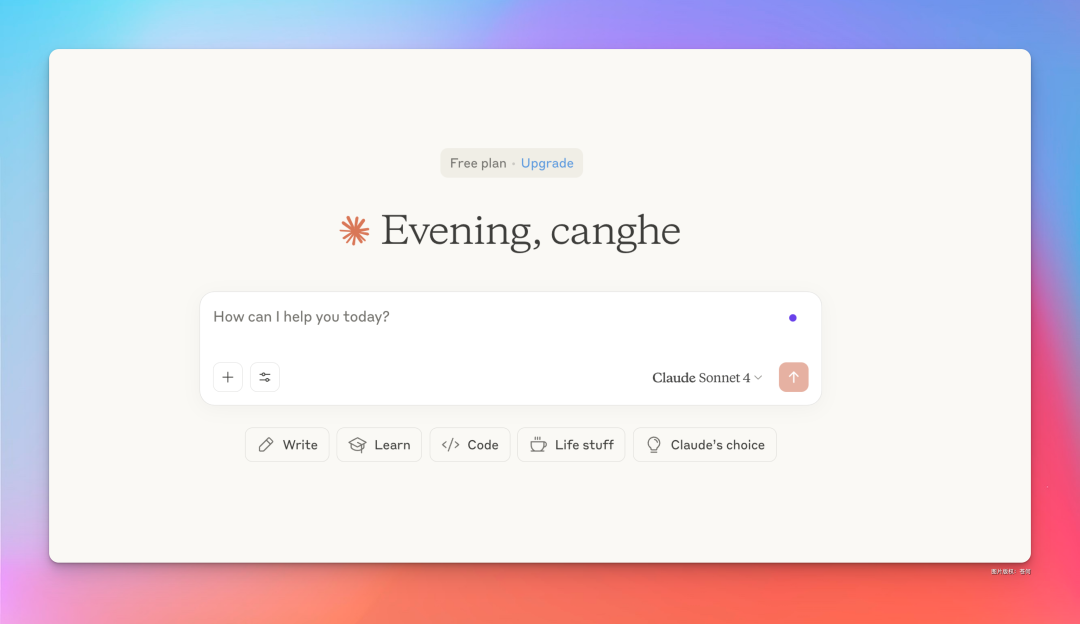 Free plan · Upgrade
Evening, canghe
How can I help you today?
Claude Sonnet 4
Write
Learn
</> Code
Life stuff
Claude's choice
图片版权：苍何